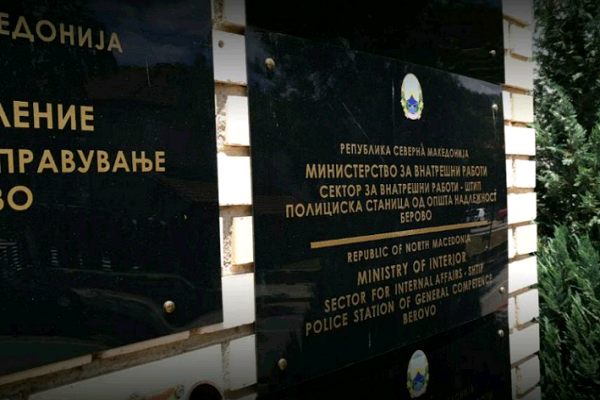 ЕДОНИЈА
ЛЕНИЕ
ПРАВУВАЊЕ
ВО
РЕПУБЛИКА СЕВЕРНА МАКЕДОНИЈА
МИНИСТЕРСТВО ЗА ВНАТРЕШНИ РАБОТИ
СЕКТОР ЗА ВНАТРЕШНИ РАБОТИ - ШТИП
ПОЛИЦИСКА СТАНИЦА ОД ОПШТА НАДЛЕЖНОСТ
БЕРОВО
REPUBLIC OF NORTH MACEDONIA
MINISTRY OF INTERIOR
SECTOR FOR INTERNAL AFFAIRS - SHTIP
POLICE STATION OF GENERAL COMPETENCE
BEROVO